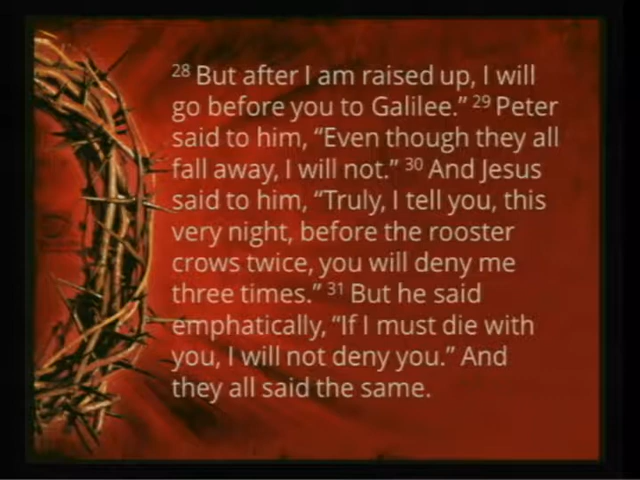 28 But after I am raised up, I will
go before you to Galilee.” 29 Peter
said to him, “Even though they all
fall away, I will not.” 30 And Jesus
said to him, “Truly, I tell you, this
very night, before the rooster
crows twice, you will deny me
three times.” 31 But he said
emphatically, “If I must die with
you, I will not deny you.” And
they all said the same.